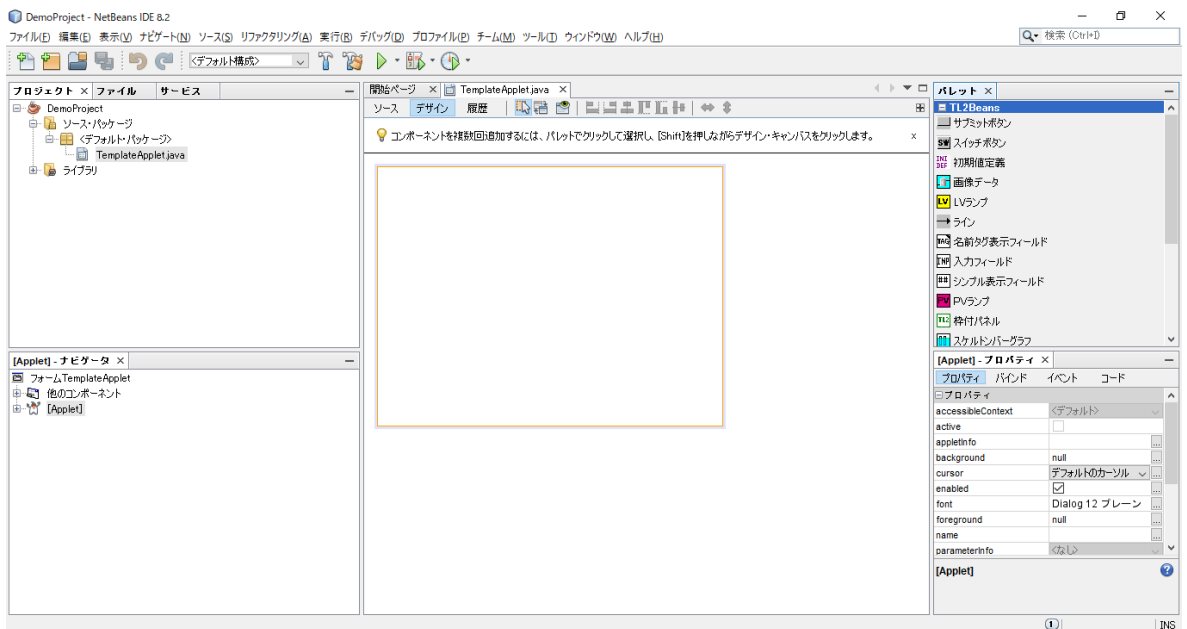 DemoProject - NetBeans IDE 8.2
ファイル(F) 編集(E) 表示(V) ナビゲート(N) ソース(S) リファクタリング(A) 実行(R) デバッグ(D) プロファイル(P) チーム(M) ツール(T) ウィンドウ(W) ヘルプ(H)
検索 (Ctrl+I)
<デフォルト構成>
プロジェクト × ファイル サービス
DemoProject
ソース・パッケージ
<デフォルト・パッケージ>
TemplateApplet.java
ライブラリ
[Applet] - ナビゲータ ×
フォームTemplateApplet
他のコンポーネント
[Applet]
開始ページ × TemplateApplet.java ×
ソース デザイン 履歴
コンポーネントを複数回追加するには、パレットでクリックして選択し、[Shift]を押しながらデザイン・キャンバスをクリックします。 x
パレット ×
TL2Beans
サブミットボタン
SW スイッチボタン
INI DEF 初期値定義
画像データ
LV LVランプ
ライン
TAG 名前タグ表示フィールド
INP 入力フィールド
## シンプル表示フィールド
PV PVランプ
TL2 枠付パネル
スケルトンバーグラフ
[Applet] - プロパティ ×
プロパティ バインド イベント コード
プロパティ
accessibleContext <デフォルト>
active
appletInfo ...
background null ...
cursor デフォルトのカーソル ...
enabled ...
font Dialog 12 プレーン ...
foreground null ...
name ...
parameterInfo <なし> ...
[Applet]
1 INS